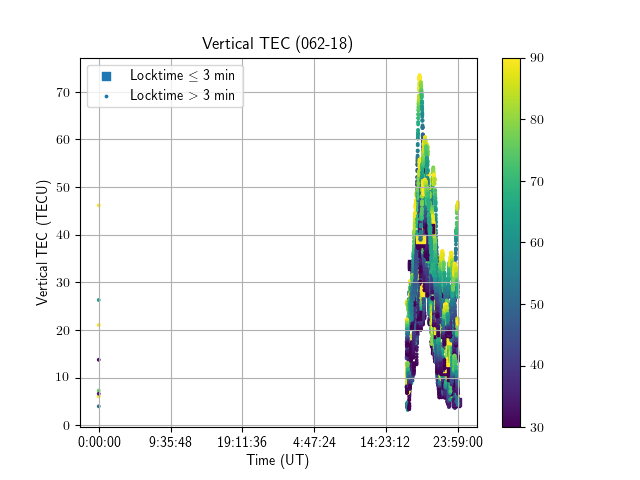 Vertical TEC (062-18)
Locktime ≤ 3 min
Locktime > 3 min
Vertical TEC (TECU)
70
60
50
40
30
20
10
0
0:00:00 9:35:48 19:11:36 4:47:24 14:23:12 23:59:00
Time (UT)
90
80
70
60
50
40
30